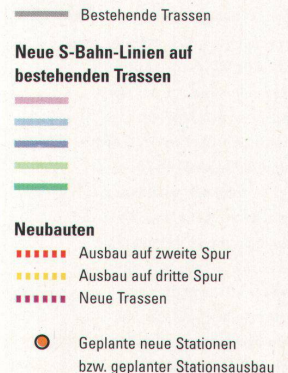 Bestehende Trassen
Neue S-Bahn-Linien auf
bestehenden Trassen
Neubauten
Ausbau auf zweite Spur
Ausbau auf dritte Spur
Neue Trassen
Geplante neue Stationen
bzw. geplanter Stationsausbau